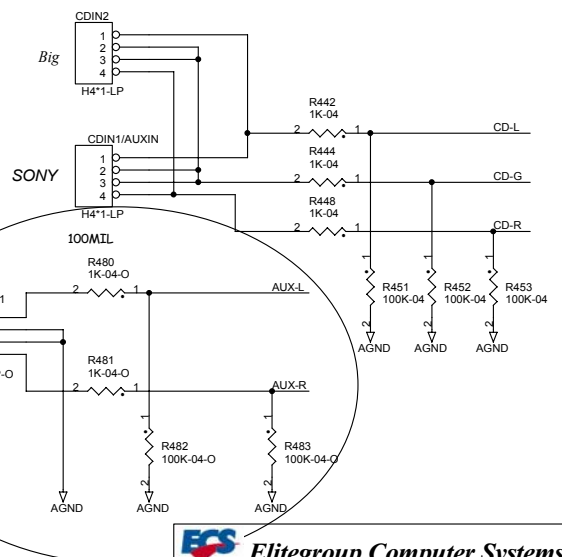 CDIN2
Big
1
2
3
4
H4*1-LP
CDIN1/AUXIN
SONY
1
2
3
4
H4*1-LP
R442
1K-04
2 1
CD-L
R444
1K-04
2 1
CD-G
R448
1K-04
2 1
CD-R
1 1 1
R451
100K-04
R452
100K-04
R453
100K-04
2 2 2
AGND AGND AGND
100MIL
R480
1K-04-O
2 1
AUX-L
1
-O
R481
1K-04-O
2 1
AUX-R
1 1
R482
100K-04-O
R483
100K-04-O
2 2
AGND AGND AGND
ECS Elitegroup Computer Systems